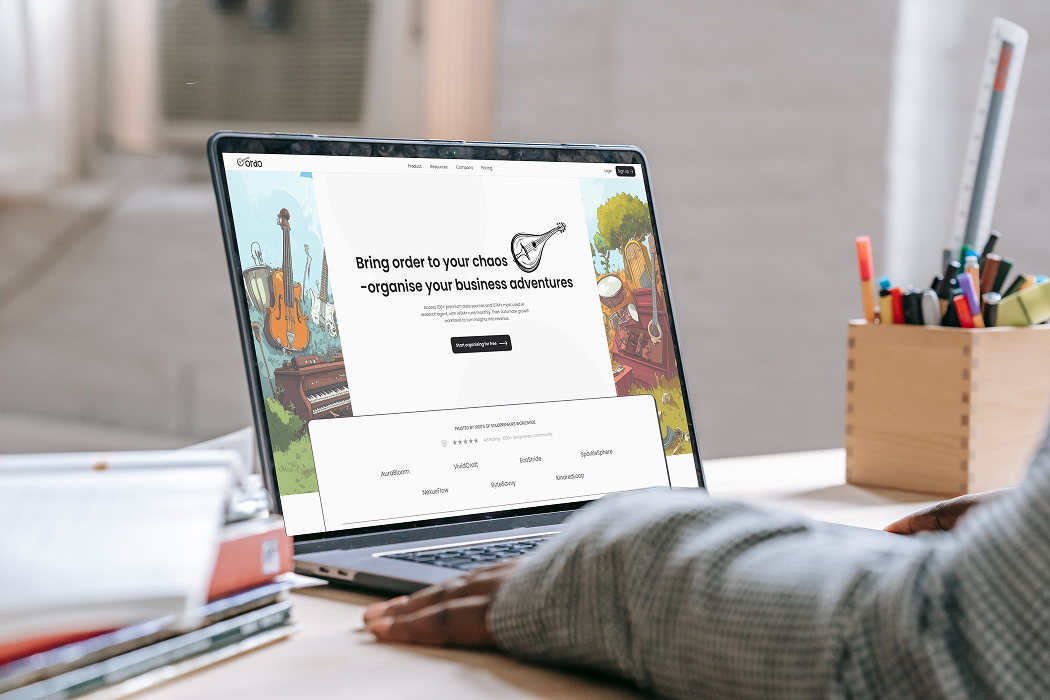 Ordo
Product Resources Company Pricing
Login Sign Up →
Bring order to your chaos
-organise your business adventures
Access 100+ premium data sources and GTM's most used AI
research agent, with 145M+ runs monthly. Then automate growth
workflows to turn insights into revenue.
Start organising for free
TRUSTED BY 1000'S OF SOLOPRENEURS WORLDWIDE
4.8 Rating 1000+ Solopreneur Community
AuraBloom VividCraft EcoStride SparkleSphere
NexusFlow ByteSavvy KindredLoop